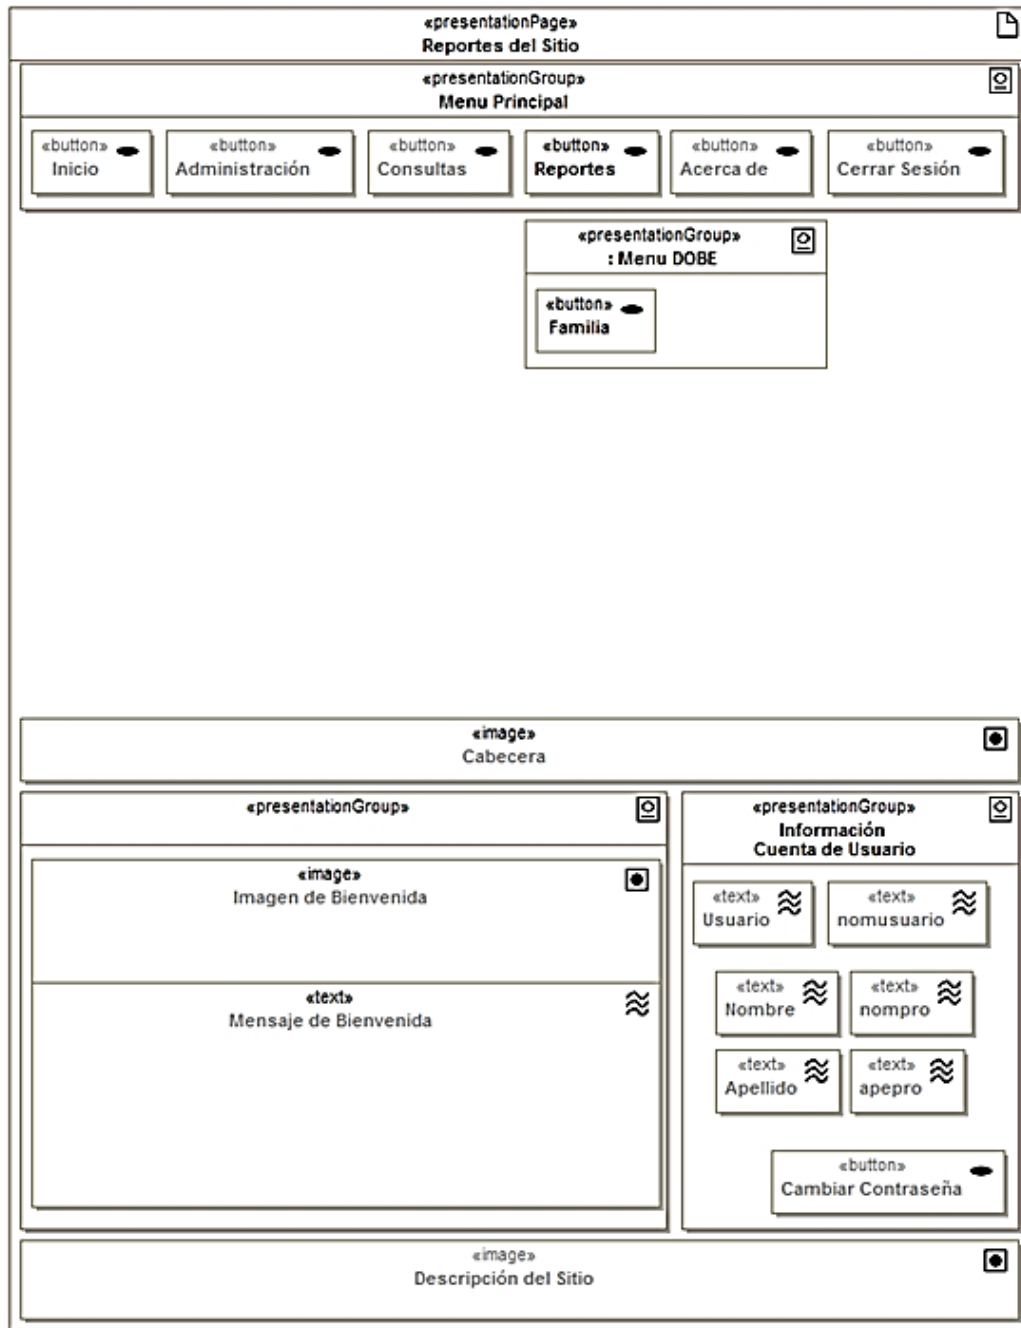 «presentationPage»
Reportes del Sitio
«presentationGroup»
Menu Principal
«button»
Inicio
«button»
Administración
«button»
Consultas
«button»
Reportes
«button»
Acerca de
«button»
Cerrar Sesión
«presentationGroup»
: Menu DOBE
«button»
Familia
«image»
Cabecera
«presentationGroup»
«image»
Imagen de Bienvenida
«text»
Mensaje de Bienvenida
«presentationGroup»
Información
Cuenta de Usuario
«text»
Usuario
«text»
nomusuario
«text»
Nombre
«text»
nompro
«text»
Apellido
«text»
apepro
«button»
Cambiar Contraseña
«image»
Descripción del Sitio